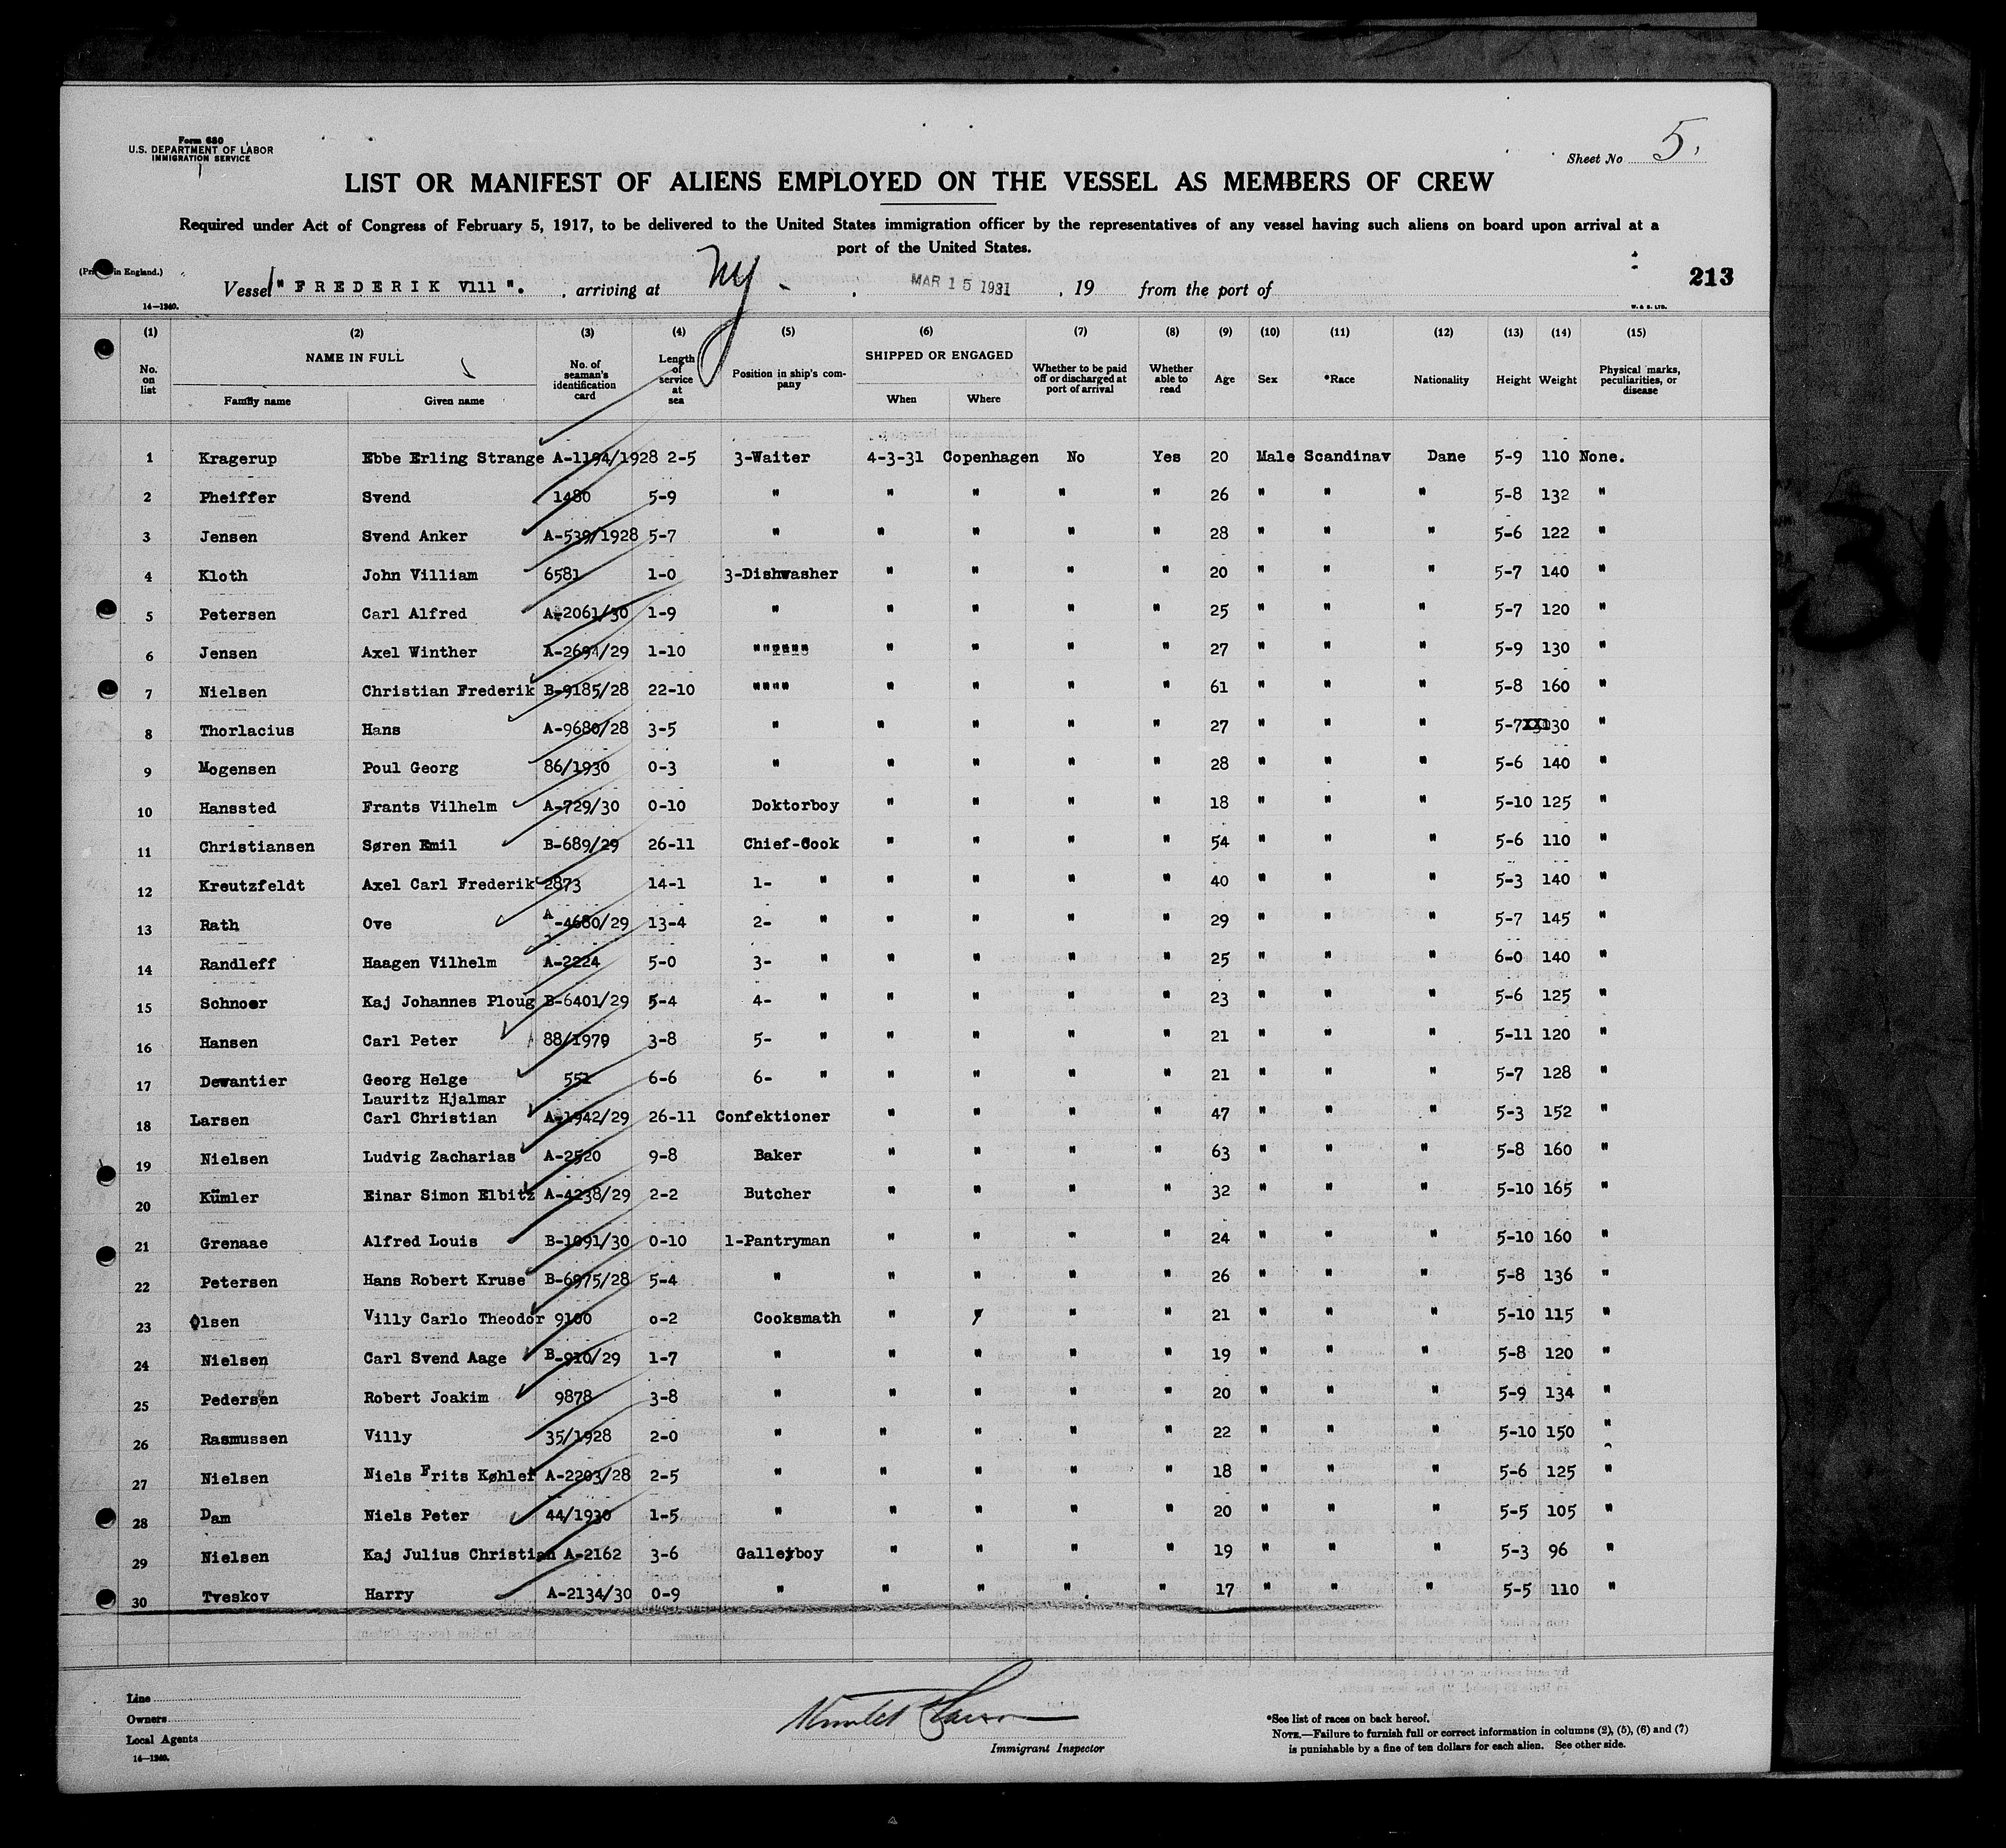 Form 680
U.S. DEPARTMENT OF LABOR
IMMIGRATION SERVICE
Sheet No 5.
LIST OR MANIFEST OF ALIENS EMPLOYED ON THE VESSEL AS MEMBERS OF CREW
Required under Act of Congress of February 5, 1917, to be delivered to the United States immigration officer by the representatives of any vessel having such aliens on board upon arrival at a
port of the United States.
213
Vessel " FREDERIK V111 ". , arriving at NY , MAR 15 1931 , 19 from the port of
14—1240.
W. & S. LTD.
(1) (2) (3) (4) (5) (6) (7) (8) (9) (10) (11) (12) (13) (14) (15)
No. on list NAME IN FULL Family name Given name No. of seaman's identification card Length of service at sea Position in ship's company SHIPPED OR ENGAGED When Where Whether to be paid off or discharged at port of arrival Whether able to read Age Sex *Race Nationality Height Weight Physical marks, peculiarities, or disease
1 Kragerup Ebbe Erling Strange A-1194/1928 2-5 3-Waiter 4-3-31 Copenhagen No Yes 20 Male Scandinav Dane 5-9 110 None.
2 Pheiffer Svend 1480 5-9 " " " " " 26 " " " 5-8 132 "
3 Jensen Svend Anker A-539/1928 5-7 " " " " " 28 " " " 5-6 122 "
4 Kloth John Villiam 6581 1-0 3-Dishwasher " " " " 20 " " " 5-7 140 "
5 Petersen Carl Alfred A-2061/30 1-9 " " " " " 25 " " " 5-7 120 "
6 Jensen Axel Winther A-2694/29 1-10 """""" " " " " 27 " " " 5-9 130 "
7 Nielsen Christian Frederik B-9185/28 22-10 """" " " " " 61 " " " 5-8 160 "
8 Thorlacius Hans A-9680/28 3-5 " " " " " 27 " " " 5-7 130 "
9 Mogensen Poul Georg 86/1930 0-3 " " " " " 28 " " " 5-6 140 "
10 Hanssted Frants Vilhelm A-729/30 0-10 Doktorboy " " " " 18 " " " 5-10 125 "
11 Christiansen Søren Emil B-689/29 26-11 Chief-Cook " " " " 54 " " " 5-6 110 "
12 Kreutzfeldt Axel Carl Frederik 2873 14-1 1- " " " " " 40 " " " 5-3 140 "
13 Rath Ove A-4680/29 13-4 2- " " " " " 29 " " " 5-7 145 "
14 Randleff Haagen Vilhelm A-2224 5-0 3- " " " " " 25 " " " 6-0 140 "
15 Schnoor Kaj Johannes Ploug B-6401/29 5-4 4- " " " " " 23 " " " 5-6 125 "
16 Hansen Carl Peter 88/1979 3-8 5- " " " " " 21 " " " 5-11 120 "
17 Dewantier Georg Helge 551 6-6 6- " " " " " 21 " " " 5-7 128 "
Lauritz Hjalmar
18 Larsen Carl Christian A-1942/29 26-11 Confektioner " " " " 47 " " " 5-3 152 "
19 Nielsen Ludvig Zacharias A-2520 9-8 Baker " " " " 63 " " " 5-8 160 "
20 Kümler Einar Simon Elbitz A-4238/29 2-2 Butcher " " " " 32 " " " 5-10 165 "
21 Grenaae Alfred Louis B-1091/30 0-10 1-Pantryman " " " " 24 " " " 5-10 160 "
22 Petersen Hans Robert Kruse B-6975/28 5-4 " " " " " 26 " " " 5-8 136 "
23 Olsen Villy Carlo Theodor 9100 o-2 Cooksmath " " " " 21 " " " 5-10 115 "
24 Nielsen Carl Svend Aage B-910/29 1-7 " " " " " 19 " " " 5-8 120 "
25 Pedersen Robert Joakim 9878 3-8 " " " " " 20 " " " 5-9 134 "
26 Rasmussen Villy 35/1928 2-0 " " " " " 22 " " " 5-10 150 "
27 Nielsen Niels Frits Køhler A-2203/28 2-5 " " " " " 18 " " " 5-6 125 "
28 Dam Niels Peter 44/1930 1-5 " " " " " 20 " " " 5-5 105 "
29 Nielsen Kaj Julius Christian A-2162 3-6 Galleyboy " " " " 19 " " " 5-3 96 "
30 Tveskov Harry A-2134/30 0-9 " " " " " 17 " " " 5-5 110 "
Line
Owners
Local Agents
14—1240.
Immigrant Inspector
*See list of races on back hereof.
NOTE.—Failure to furnish full or correct information in columns (2), (5), (6) and (7)
is punishable by a fine of ten dollars for each alien. See other side.